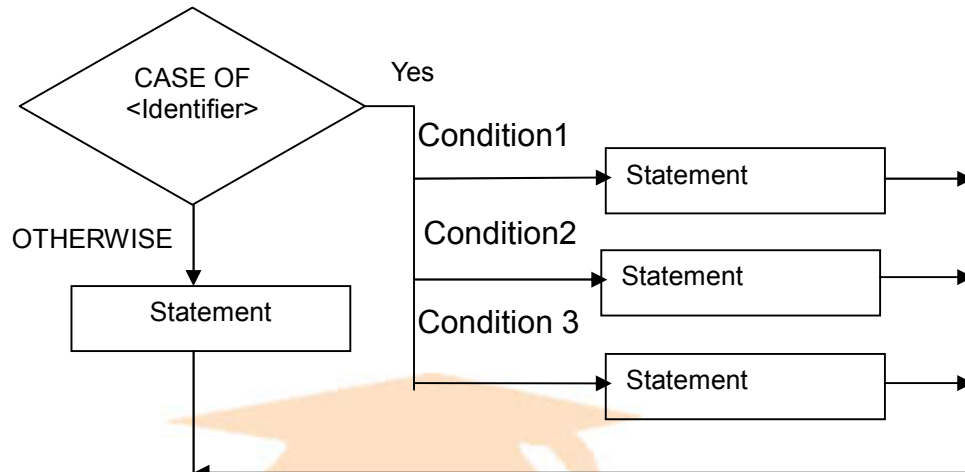 CASE OF
<Identifier>
Yes
Condition1
Statement
OTHERWISE
Condition2
Statement
Statement
Condition 3
Statement